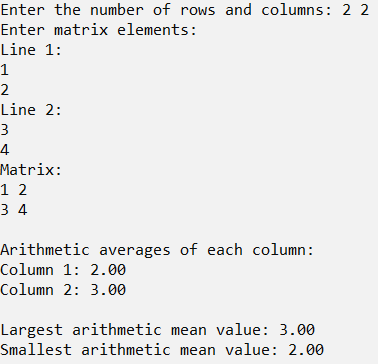 Enter the number of rows and columns: 2 2
Enter matrix elements:
Line 1:
1
2
Line 2:
3
4
Matrix:
1 2
3 4
Arithmetic averages of each column:
Column 1: 2.00
Column 2: 3.00
Largest arithmetic mean value: 3.00
Smallest arithmetic mean value: 2.00